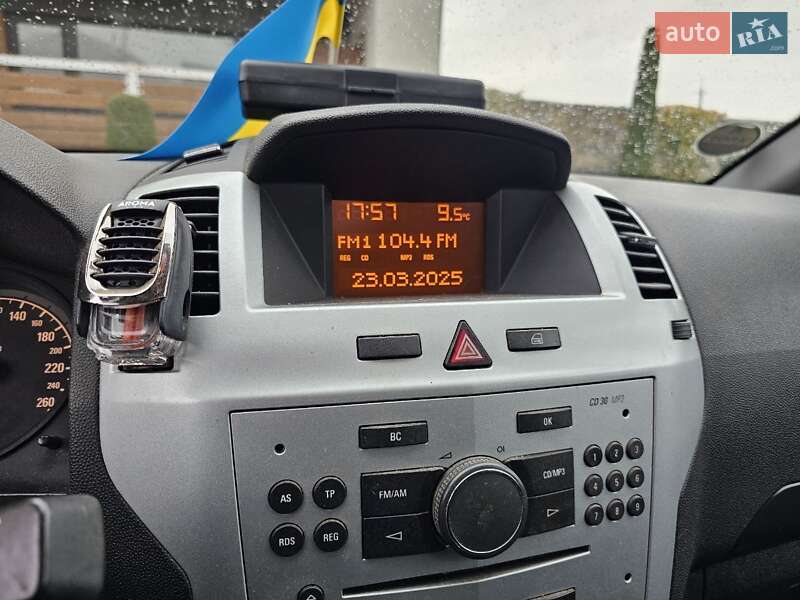 auto RIA .com
AROMA
17:57 9.5°C
FM1 104.4 FM
REG CD MP3 RDS
23.03.2025
140 160 180 200 220 240 260
CD 30 MP3
BC OK
AS TP FM/AM CD/MP3
RDS REG
1 2 3
4 5 6
7 8 9